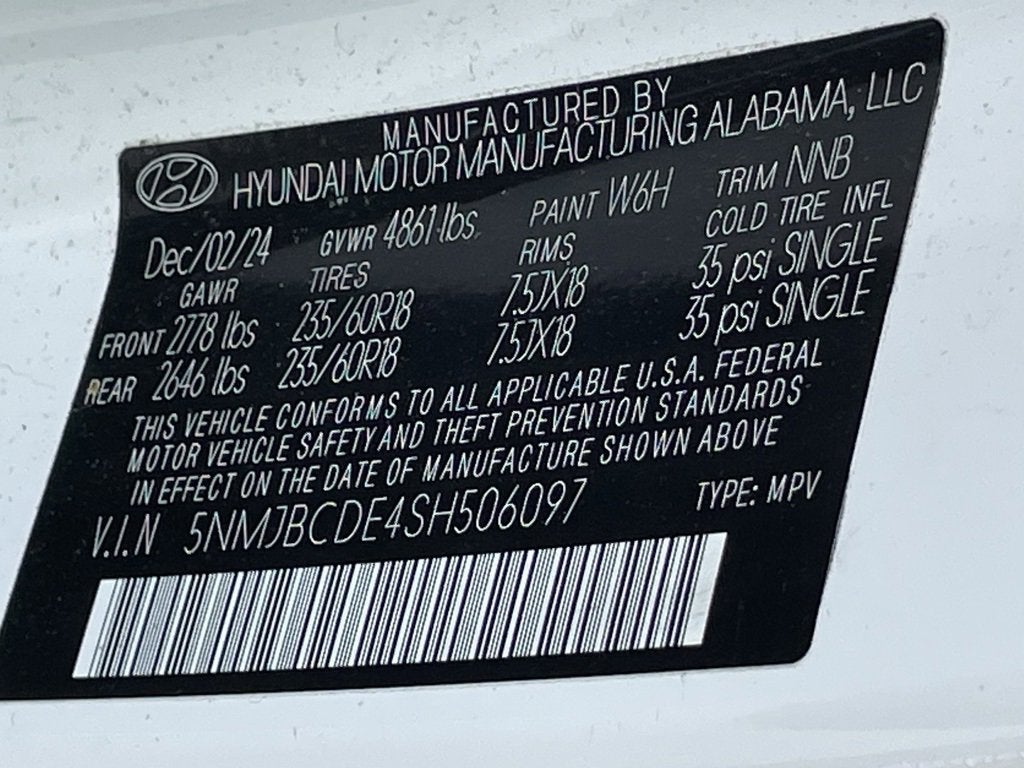 MANUFACTURED BY
HYUNDAI MOTOR MANUFACTURING ALABAMA, LLC
Dec/02/24 GVWR 4861 lbs PAINT W6H TRIM NNB
GAWR TIRES RIMS COLD TIRE INFL
FRONT 2778 lbs 235/60R18 7.5JX18 35 psi SINGLE
REAR 2646 lbs 235/60R18 7.5JX18 35 psi SINGLE
THIS VEHICLE CONFORMS TO ALL APPLICABLE U.S.A. FEDERAL
MOTOR VEHICLE SAFETY AND THEFT PREVENTION STANDARDS
IN EFFECT ON THE DATE OF MANUFACTURE SHOWN ABOVE
V.I.N 5NMJBCDE4SH506097 TYPE: MPV